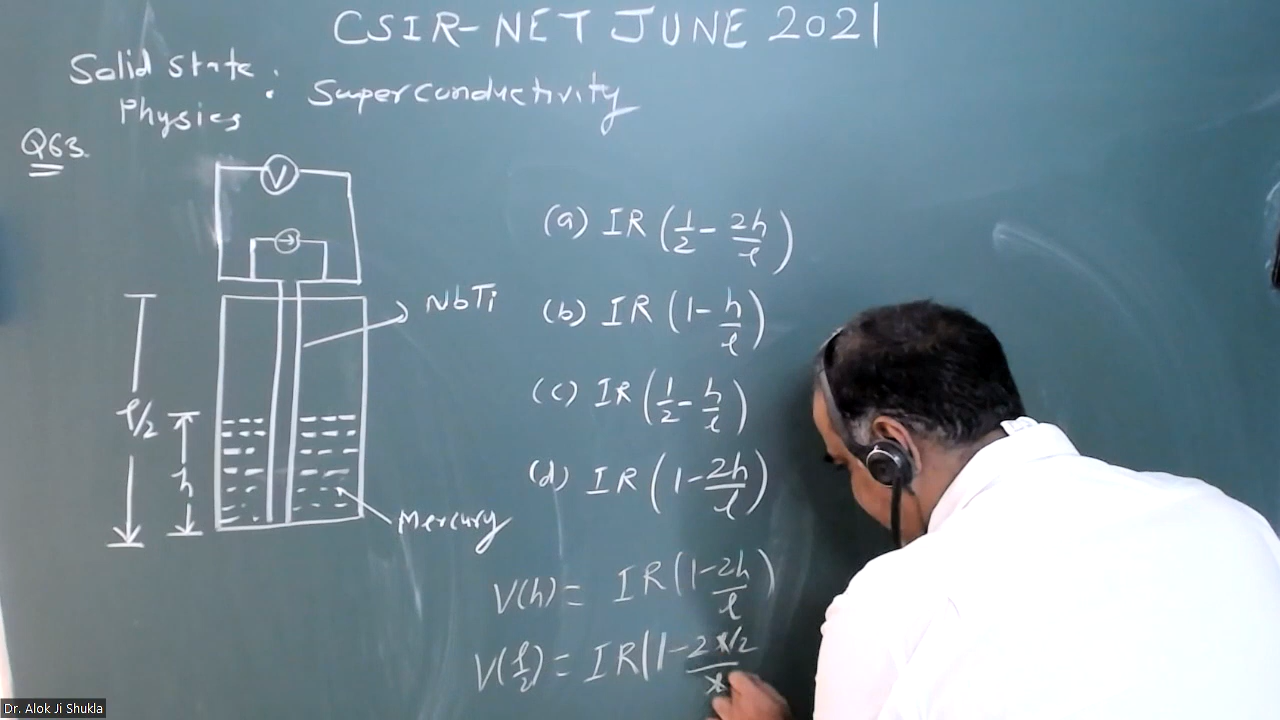 CSIR-NET JUNE 2021
Solid State Physics : Superconductivity
Q63.
V
NbTi
l/2
h
Mercury
(a) IR (1/2 - 2h/l)
(b) IR (1 - h/l)
(c) IR (1/2 - h/l)
(d) IR (1 - 2h/l)
V(h) = IR (1 - 2h/l)
V(l/2) = IR (1 - 2l/2/l
Dr. Alok Ji Shukla